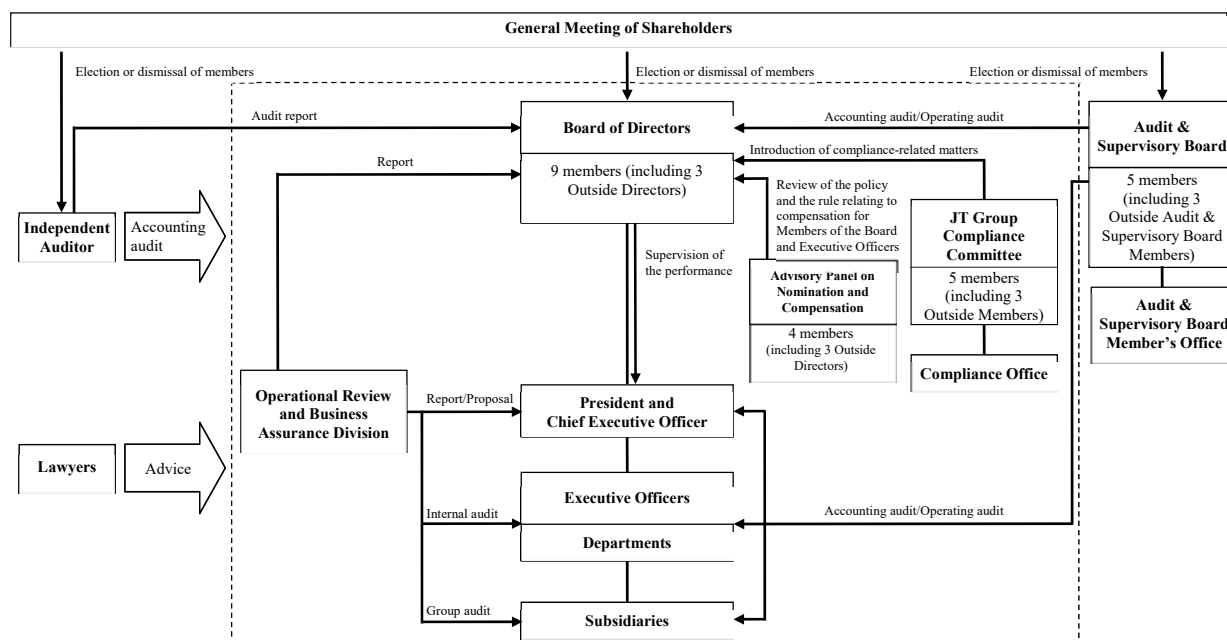 General Meeting of Shareholders
Election or dismissal of members
Election or dismissal of members
Election or dismissal of members
Audit report
Board of Directors
Accounting audit/Operating audit
Audit &
Supervisory Board
Report
9 members (including 3
Outside Directors)
Introduction of compliance-related matters
Review of the policy
and the rule relating to
compensation for
Members of the Board
and Executive Officers
5 members
(including 3
Outside Audit &
Supervisory Board
Members)
Independent
Auditor
Accounting
audit
JT Group
Compliance
Committee
Supervision of
the performance
Advisory Panel on
Nomination and
Compensation
5 members
(including 3
Outside Members)
4 members
(including 3 Outside
Directors)
Audit &
Supervisory Board
Member’s Office
Compliance Office
Operational Review
and Business
Assurance Division
Report/Proposal
President and
Chief Executive Officer
Lawyers
Advice
Executive Officers
Internal audit
Accounting audit/Operating audit
Departments
Group audit
Subsidiaries